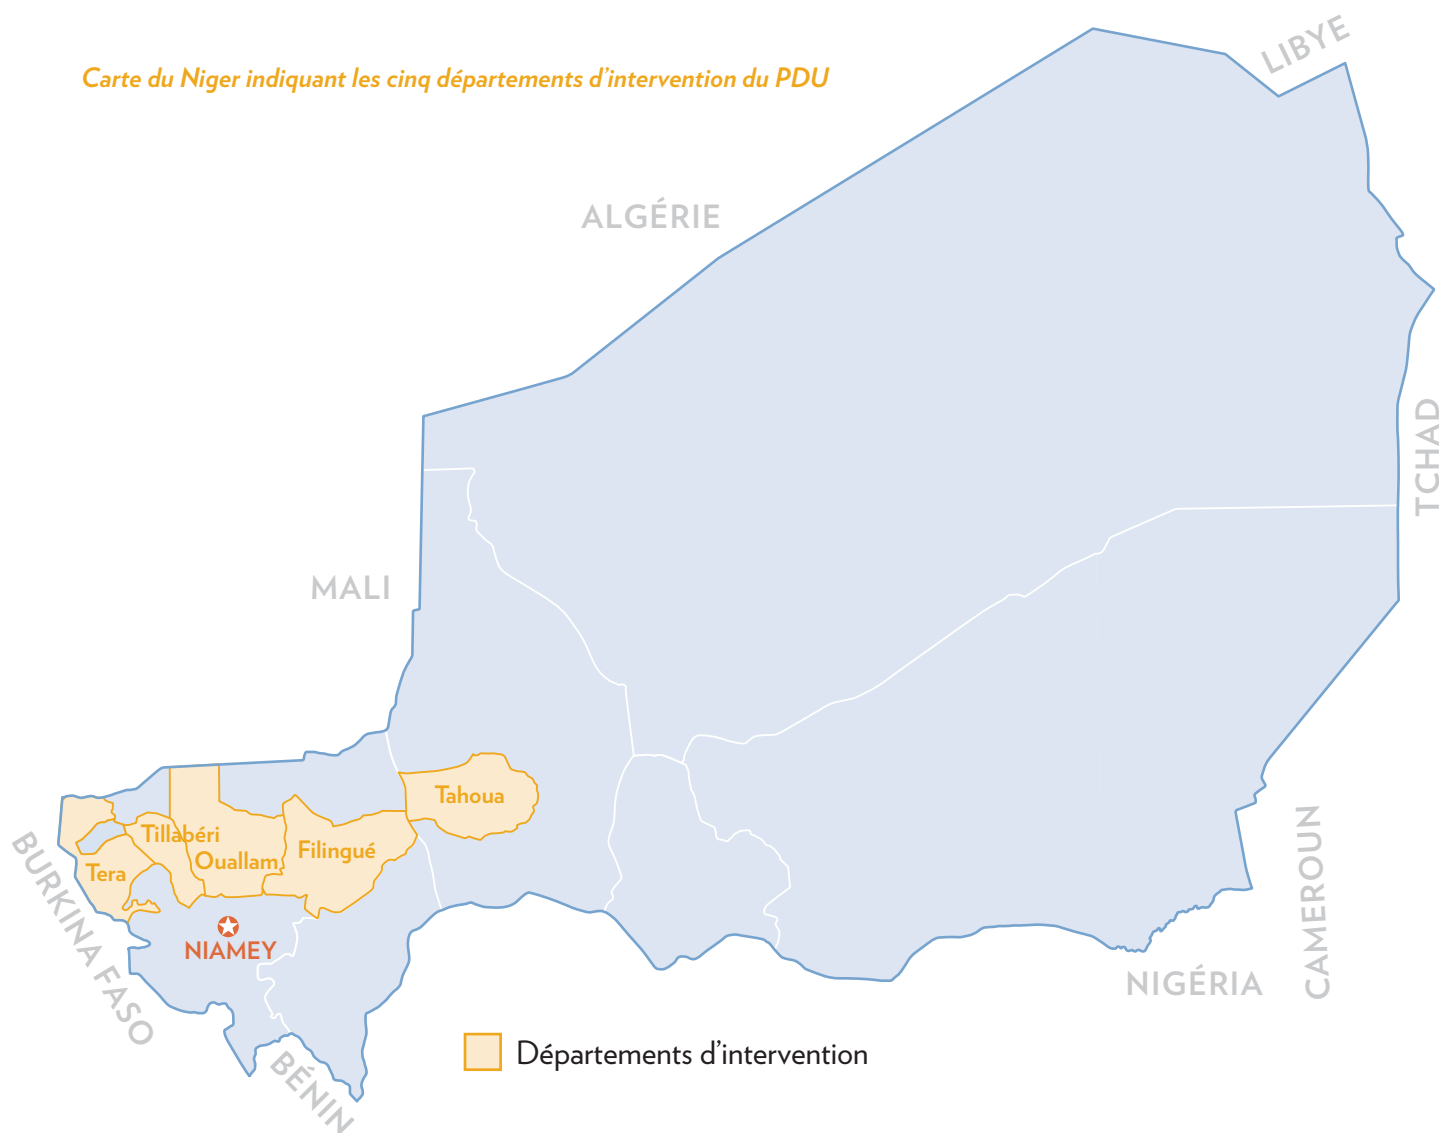 Carte du Niger indiquant les cinq départements d’intervention du PDU
LIBYE
ALGÉRIE
TCHAD
MALI
Tahoua
Tillabéri
Ouallam
Filingué
Tera
BURKINA FASO
NIAMEY
CAMEROUN
NIGÉRIA
Départements d’intervention
BÉNIN